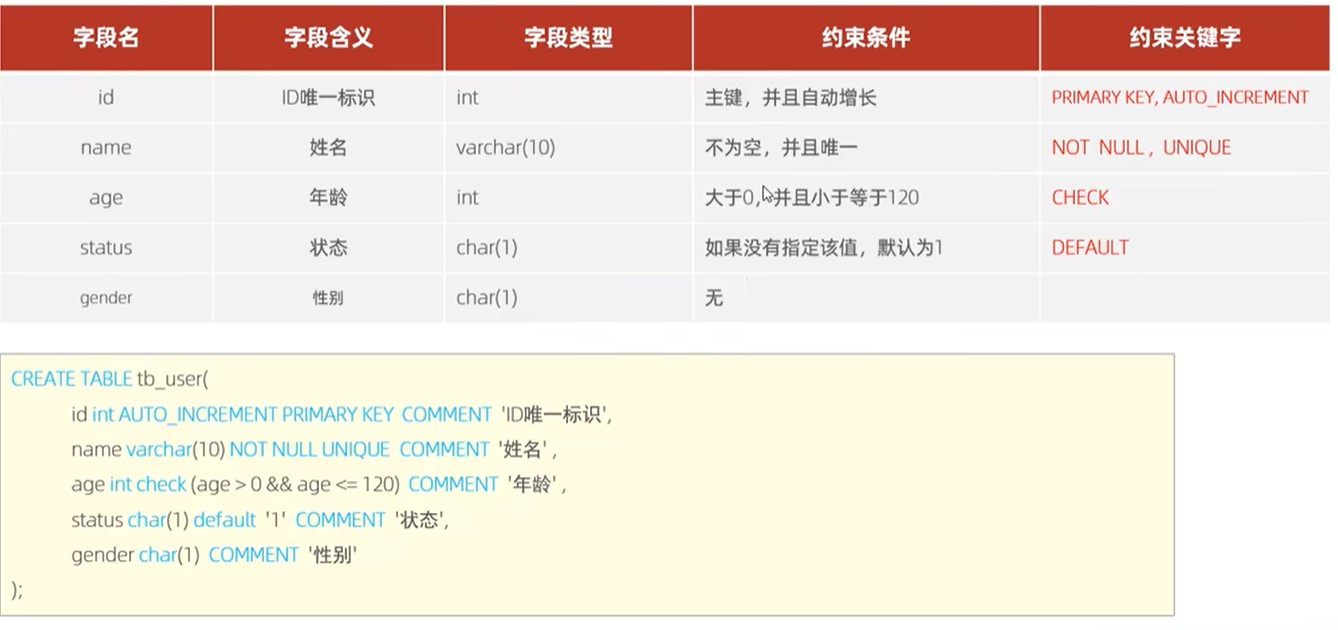 字段名 字段含义 字段类型 约束条件 约束关键字
id ID唯一标识 int 主键，并且自动增长 PRIMARY KEY, AUTO_INCREMENT
name 姓名 varchar(10) 不为空，并且唯一 NOT NULL , UNIQUE
age 年龄 int 大于0，并且小于等于120 CHECK
status 状态 char(1) 如果没有指定该值，默认为1 DEFAULT
gender 性别 char(1) 无
CREATE TABLE tb_user(
id int AUTO_INCREMENT PRIMARY KEY COMMENT 'ID唯一标识',
name varchar(10) NOT NULL UNIQUE COMMENT '姓名' ,
age int check (age > 0 && age <= 120) COMMENT '年龄' ,
status char(1) default '1' COMMENT '状态',
gender char(1) COMMENT '性别'
);